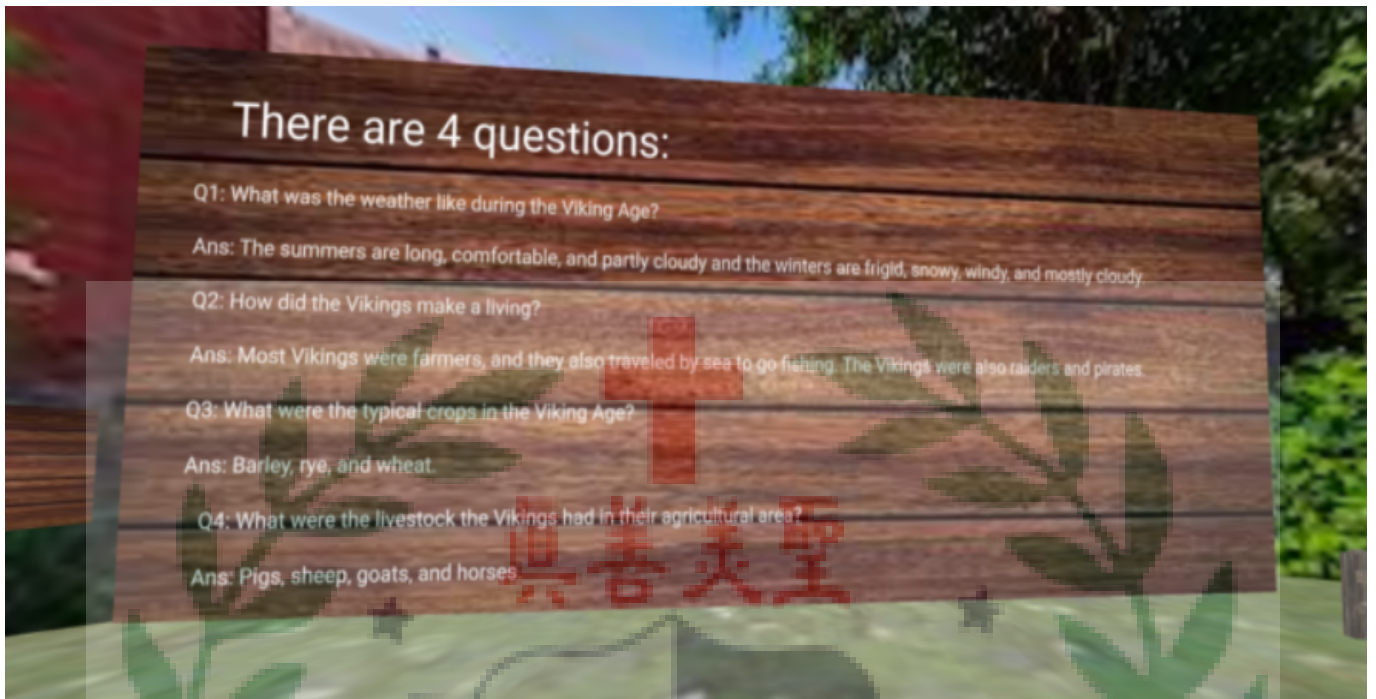 There are 4 questions:
Q1: What was the weather like during the Viking Age?
Ans: The summers are long, comfortable, and partly cloudy and the winters are frigid, snowy, windy, and mostly cloudy.
Q2: How did the Vikings make a living?
Ans: Most Vikings were farmers, and they also traveled by sea to go fishing. The Vikings were also raiders and pirates.
Q3: What were the typical crops in the Viking Age?
Ans: Barley, rye, and wheat.
Q4: What were the livestock the Vikings had in their agricultural area?
眞善美聖
Ans: Pigs, sheep, goats, and horses.